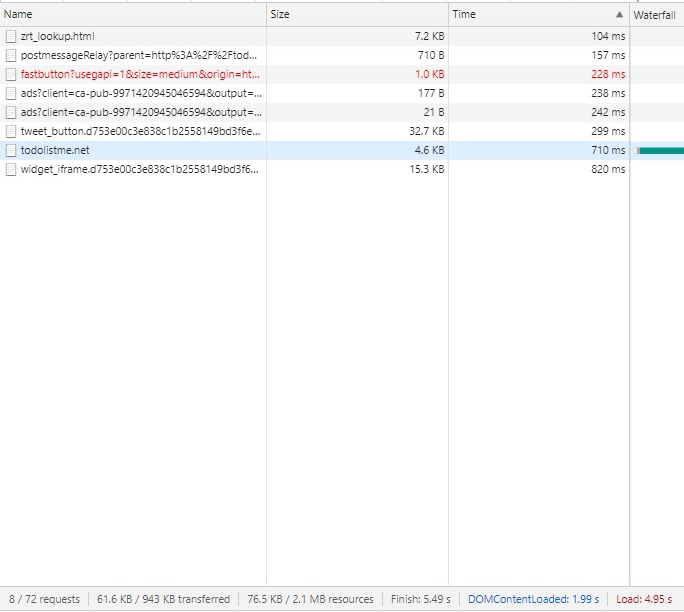 Name Size Time Waterfall
zrt_lookup.html 7.2 KB 104 ms
postmessageRelay?parent=http%3A%2F%2Ftod... 710 B 157 ms
fastbutton?usegapi=1&size=medium&origin=ht... 1.0 KB 228 ms
ads?client=ca-pub-9971420945046594&output=... 177 B 238 ms
ads?client=ca-pub-9971420945046594&output=... 21 B 242 ms
tweet_button.d753e00c3e838c1b2558149bd3f6e... 32.7 KB 299 ms
todolistme.net 4.6 KB 710 ms
widget_iframe.d753e00c3e838c1b2558149bd3f6... 15.3 KB 820 ms
8 / 72 requests 61.6 KB / 943 KB transferred 76.5 KB / 2.1 MB resources Finish: 5.49 s DOMContentLoaded: 1.99 s Load: 4.95 s